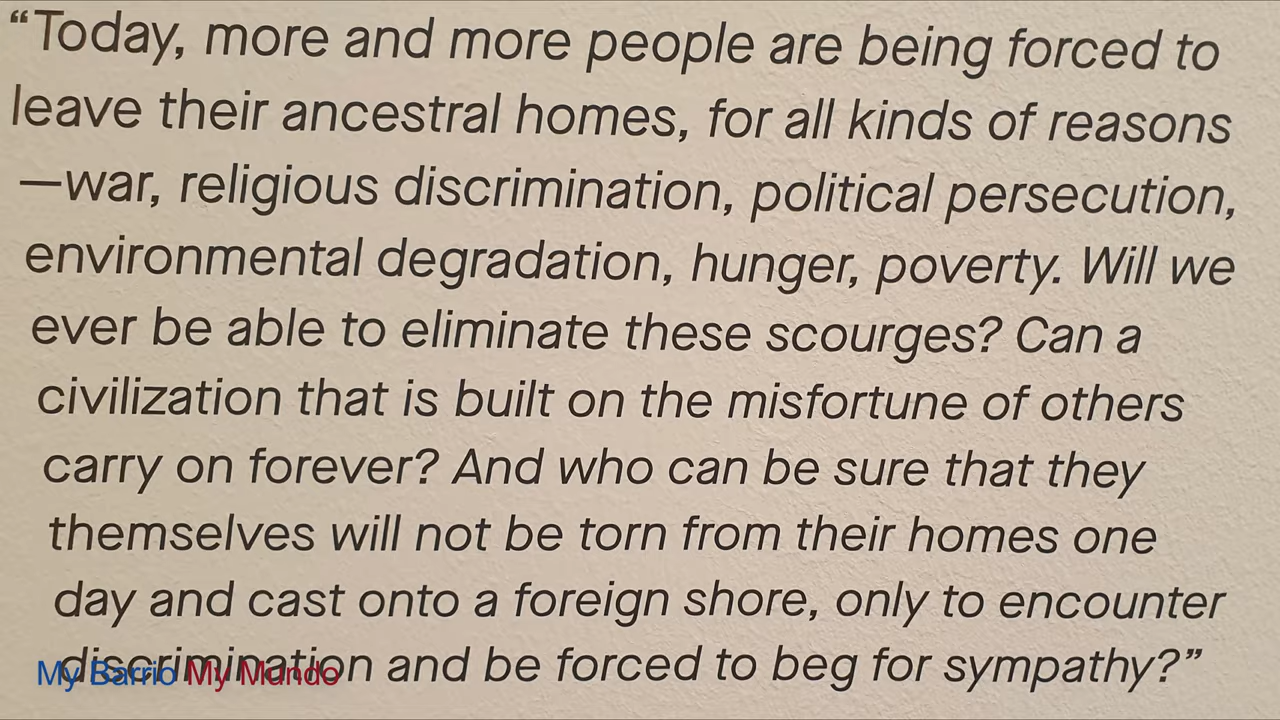 “Today, more and more people are being forced to
leave their ancestral homes, for all kinds of reasons
—war, religious discrimination, political persecution,
environmental degradation, hunger, poverty. Will we
ever be able to eliminate these scourges? Can a
civilization that is built on the misfortune of others
carry on forever? And who can be sure that they
themselves will not be torn from their homes one
day and cast onto a foreign shore, only to encounter
discrimination and be forced to beg for sympathy?”
My Barrio My Mundo